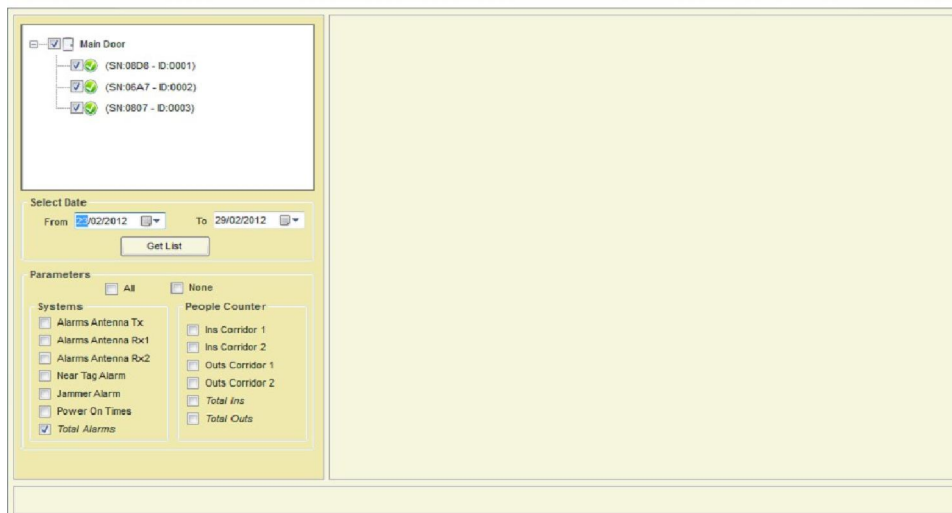 Main Door
(SN:08D8 - ID:0001)
(SN:06A7 - ID:0002)
(SN:0807 - ID:0003)
Select Date
From /02/2012 To 29/02/2012
Get List
Parameters
All None
Systems
Alarms Antenna Tx
Alarms Antenna Rx1
Alarms Antenna Rx2
Near Tag Alarm
Jammer Alarm
Power On Times
Total Alarms
People Counter
Ins Corridor 1
Ins Corridor 2
Outs Corridor 1
Outs Corridor 2
Total Ins
Total Outs